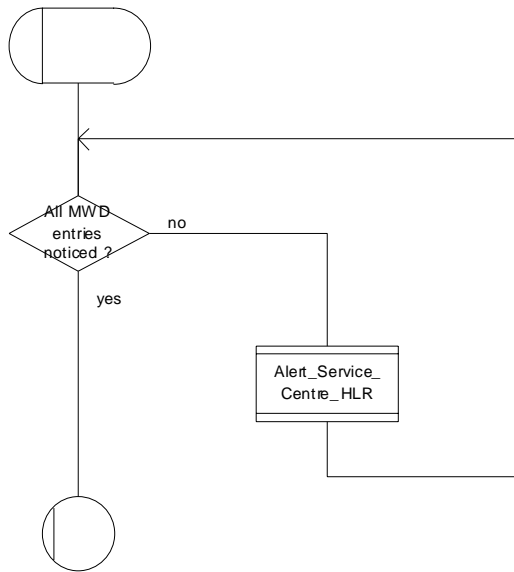 All MWD
entries
noticed ?
no
yes
Alert_Service_
Centre_HLR